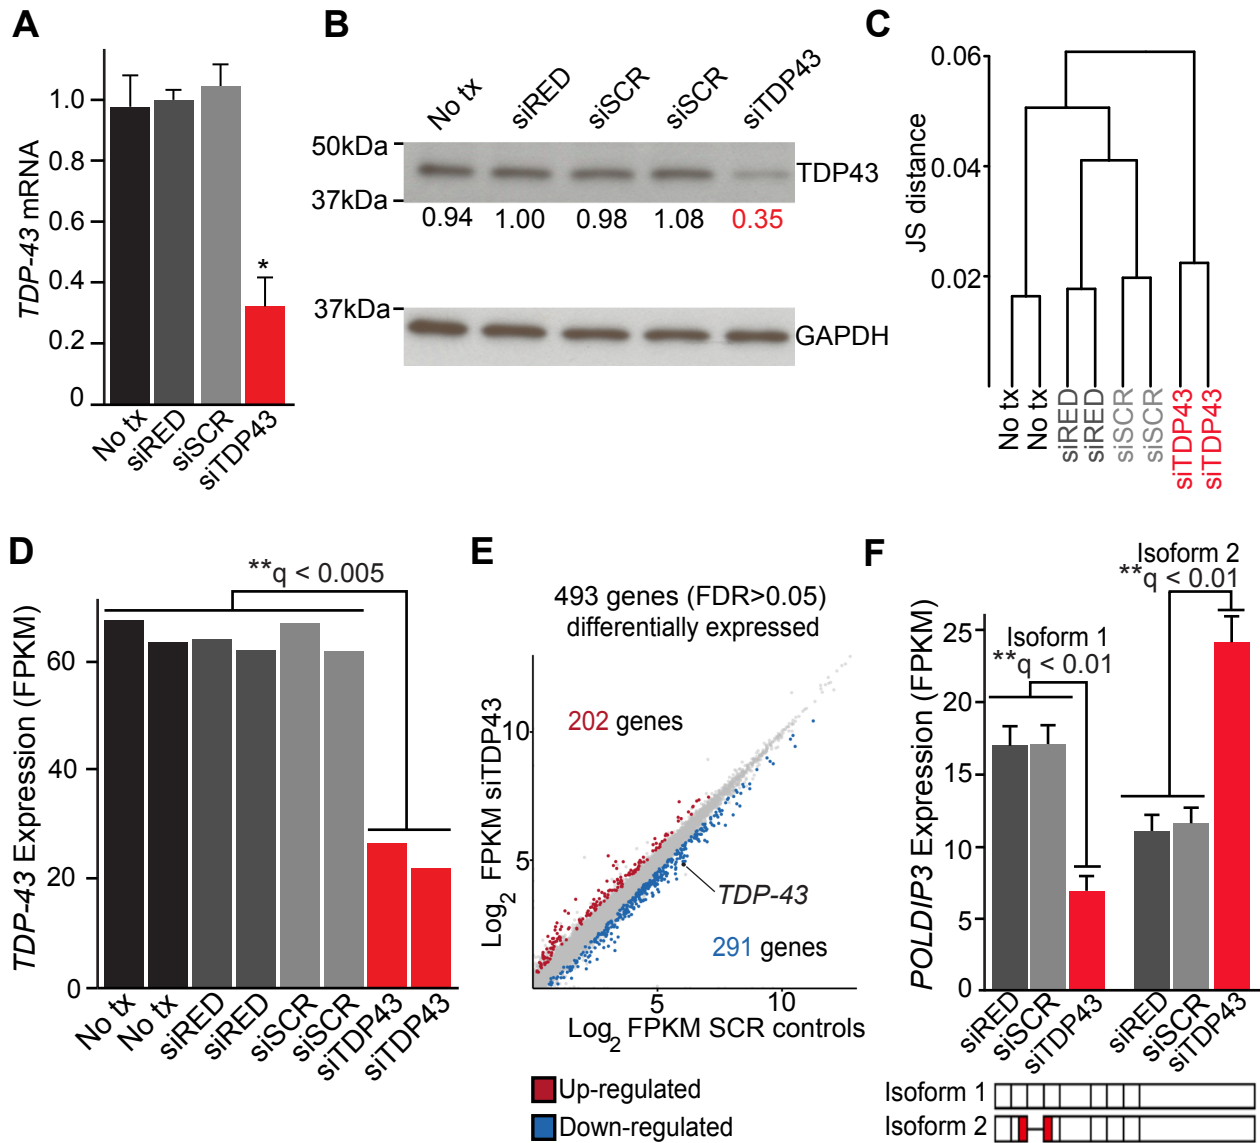 A
TDP-43 mRNA
1.0
0.8
0.6
0.4
0.2
0
*
No tx
siRED
siSCR
siTDP43
B
No tx
siRED
siSCR
siSCR
siTDP43
50kDa
TDP43
37kDa
0.94 1.00 0.98 1.08 0.35
37kDa
GAPDH
C
JS distance
0.06
0.04
0.02
No tx
No tx
siRED
siRED
siSCR
siSCR
siTDP43
siTDP43
D
**q < 0.005
TDP-43 Expression (FPKM)
60
40
20
0
No tx
No tx
siRED
siRED
siSCR
siSCR
siTDP43
siTDP43
E
493 genes (FDR>0.05)
differentially expressed
Log2 FPKM siTDP43
10
5
202 genes
TDP-43
291 genes
5 10
Log2 FPKM SCR controls
Up-regulated
Down-regulated
F
Isoform 2
**q < 0.01
Isoform 1
**q < 0.01
POLDIP3 Expression (FPKM)
25
20
15
10
5
0
siRED
siSCR
siTDP43
siRED
siSCR
siTDP43
Isoform 1
Isoform 2